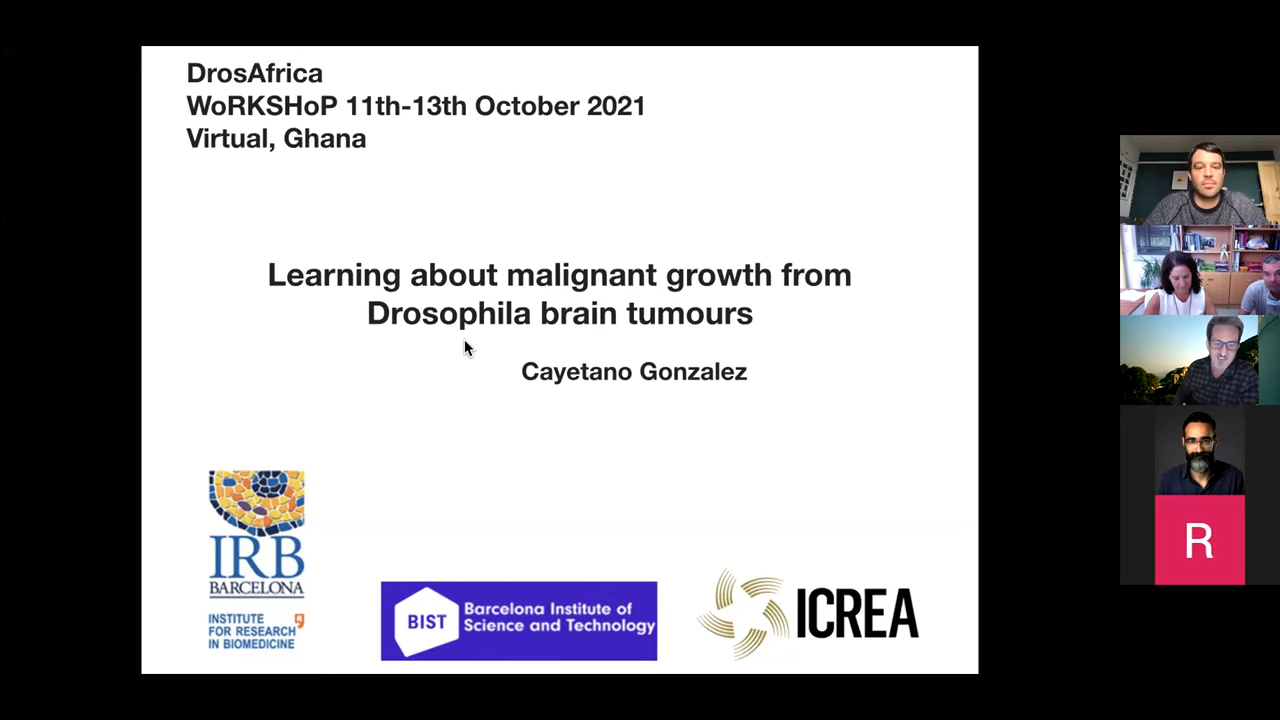 DrosAfrica
WoRKSHoP 11th-13th October 2021
Virtual, Ghana
Learning about malignant growth from
Drosophila brain tumours
Cayetano Gonzalez
IRB
BARCELONA
INSTITUTE
FOR RESEARCH
IN BIOMEDICINE
BIST
Barcelona Institute of
Science and Technology
ICREA
R